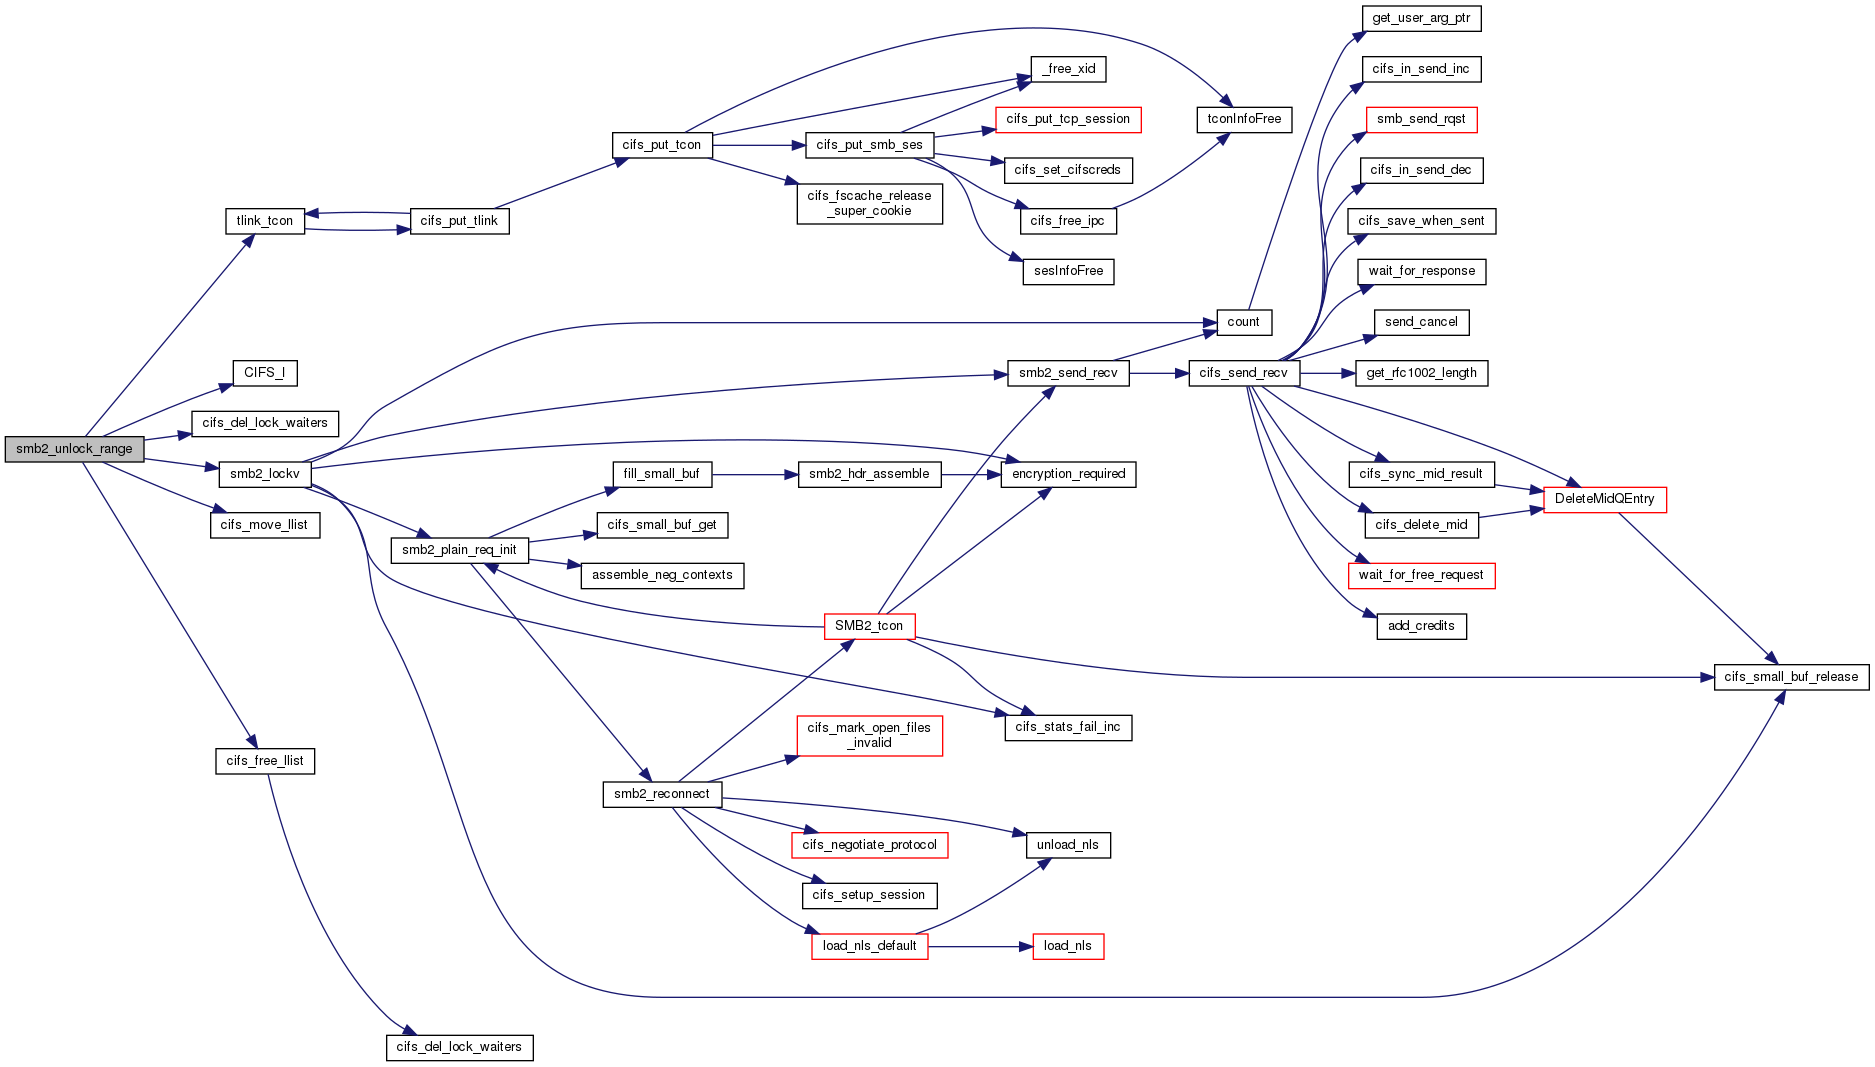 get_user_arg_ptr
cifs_in_send_inc
_free_xid
cifs_put_tcp_session
tconInfoFree
smb_send_rqst
cifs_put_tcon
cifs_put_smb_ses
cifs_set_cifscreds
cifs_in_send_dec
cifs_fscache_release
_super_cookie
tlink_tcon
cifs_put_tlink
cifs_free_ipc
cifs_save_when_sent
sesInfoFree
wait_for_response
count
send_cancel
CIFS_I
smb2_send_recv
cifs_send_recv
get_rfc1002_length
cifs_del_lock_waiters
smb2_unlock_range
smb2_lockv
fill_small_buf
smb2_hdr_assemble
encryption_required
cifs_sync_mid_result
DeleteMidQEntry
cifs_move_llist
cifs_small_buf_get
cifs_delete_mid
smb2_plain_req_init
assemble_neg_contexts
wait_for_free_request
SMB2_tcon
add_credits
cifs_small_buf_release
cifs_mark_open_files
_invalid
cifs_stats_fail_inc
cifs_free_llist
smb2_reconnect
cifs_negotiate_protocol
unload_nls
cifs_setup_session
load_nls_default
load_nls
cifs_del_lock_waiters